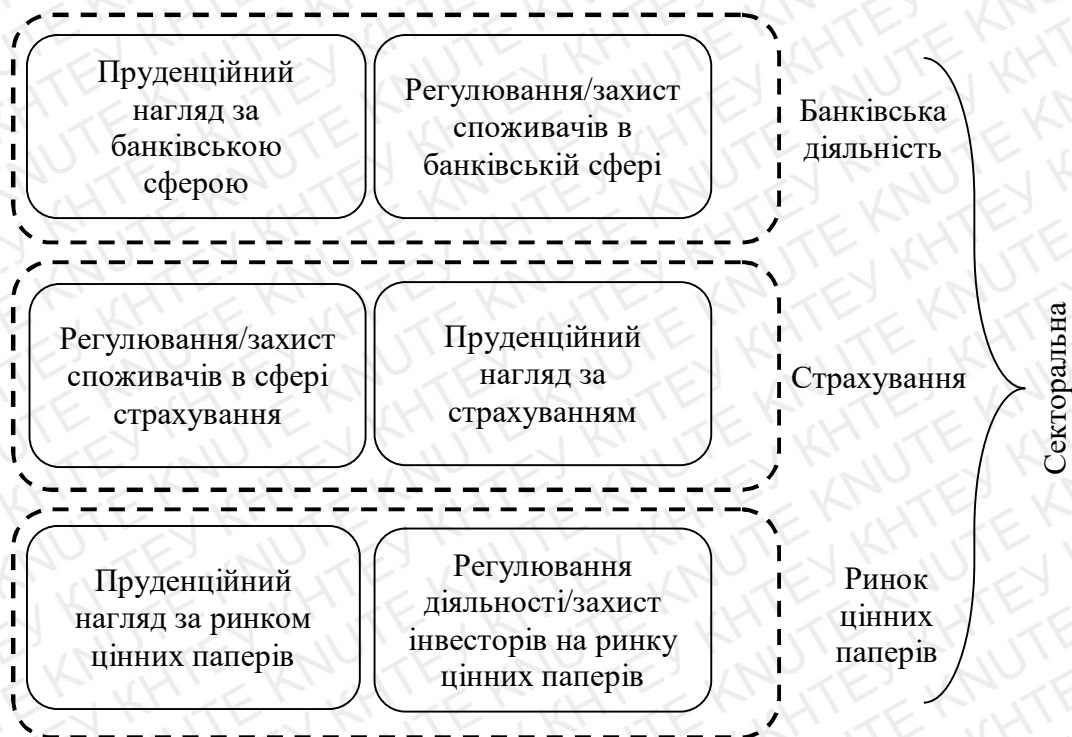 Пруденційний
нагляд за
банківською
сферою
Регулювання/захист
споживачів в
банківській сфері
Банківська
діяльність
Регулювання/захист
споживачів в сфері
страхування
Пруденційний
нагляд за
страхуванням
Страхування
Секторальна
Пруденційний
нагляд за ринком
цінних паперів
Регулювання
діяльності/захист
інвесторів на ринку
цінних паперів
Ринок
цінних
паперів